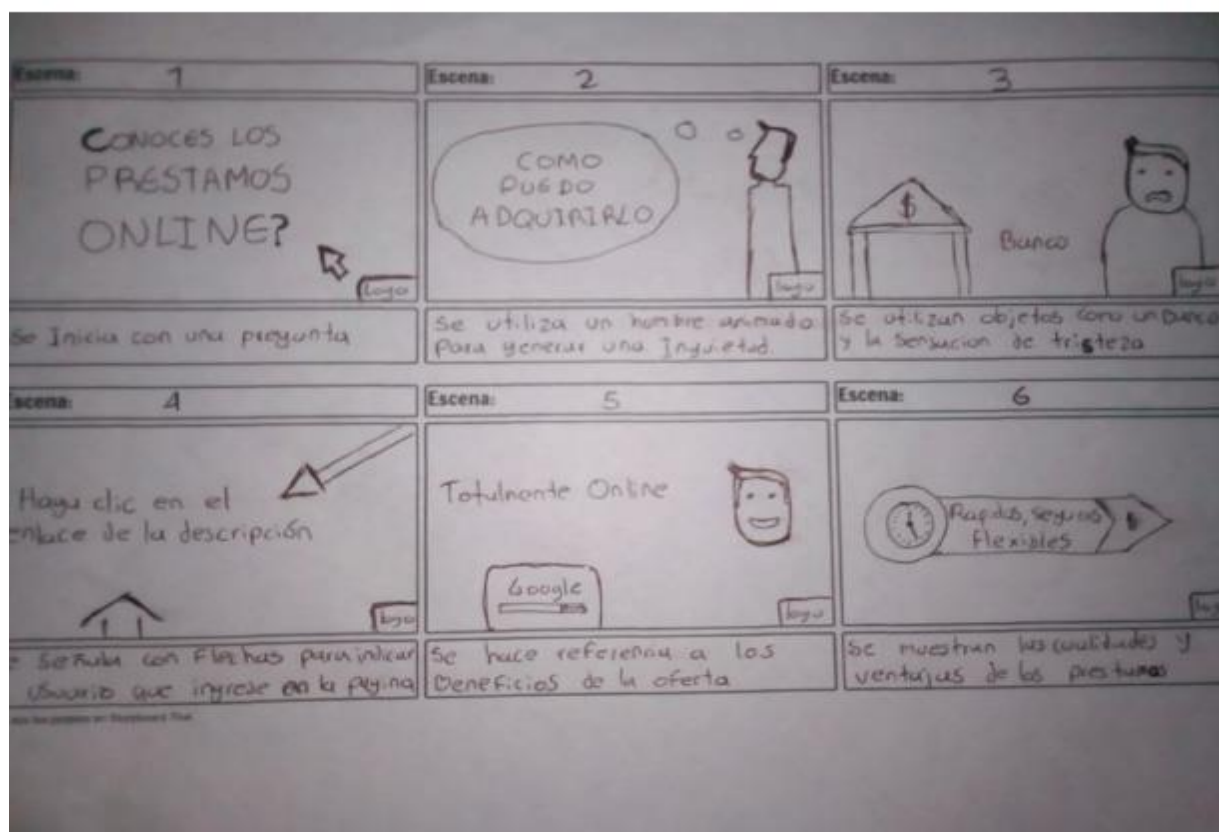 Escena: 1
CONOCES LOS
PRESTAMOS
ONLINE?
Logo
Se Inicia con una pregunta
Escena: 2
COMO
PUEDO
ADQUIRIRLO
logo
Se utiliza un hombre animado
Para generar una Inquietud.
Escena: 3
$
Banco
logo
Se utilizan objetos como un banco
y la sensacion de tristeza
scena: 4
Haga clic en el
enlace de la descripción
logo
Señala con Flechas para indicar
usuario que ingrese en la pagina
Escena: 5
Totalmente Online
Google
logo
Se hace referencia a los
Beneficios de la oferta
Escena: 6
Rapidos, seguros
Flexibles
log
Se muestran las cualidades y
ventajas de los prestamos